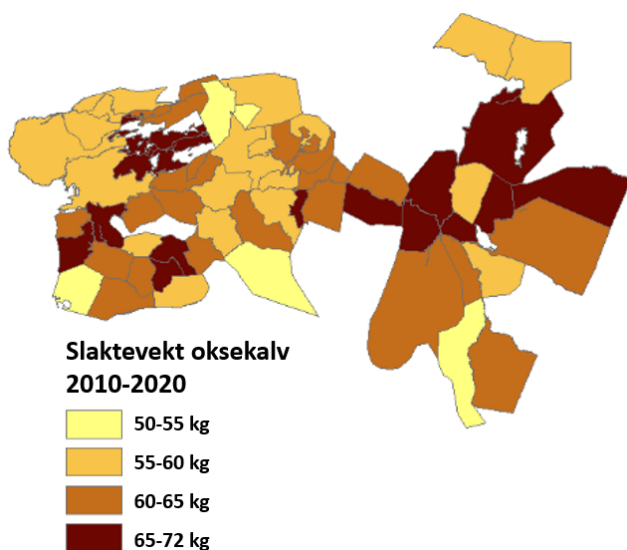 Slaktevekt oksekalv
2010-2020
50-55 kg
55-60 kg
60-65 kg
65-72 kg